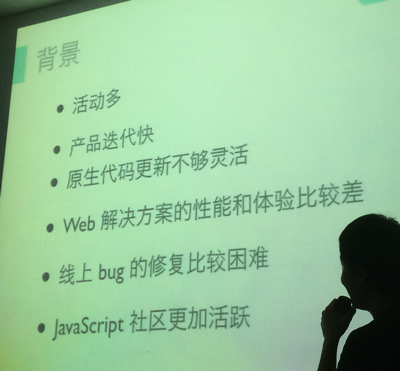 背景
活动多
产品迭代快
原生代码更新不够灵活
Web 解决方案的性能和体验比较差
线上 bug 的修复比较困难
JavaScript 社区更加活跃